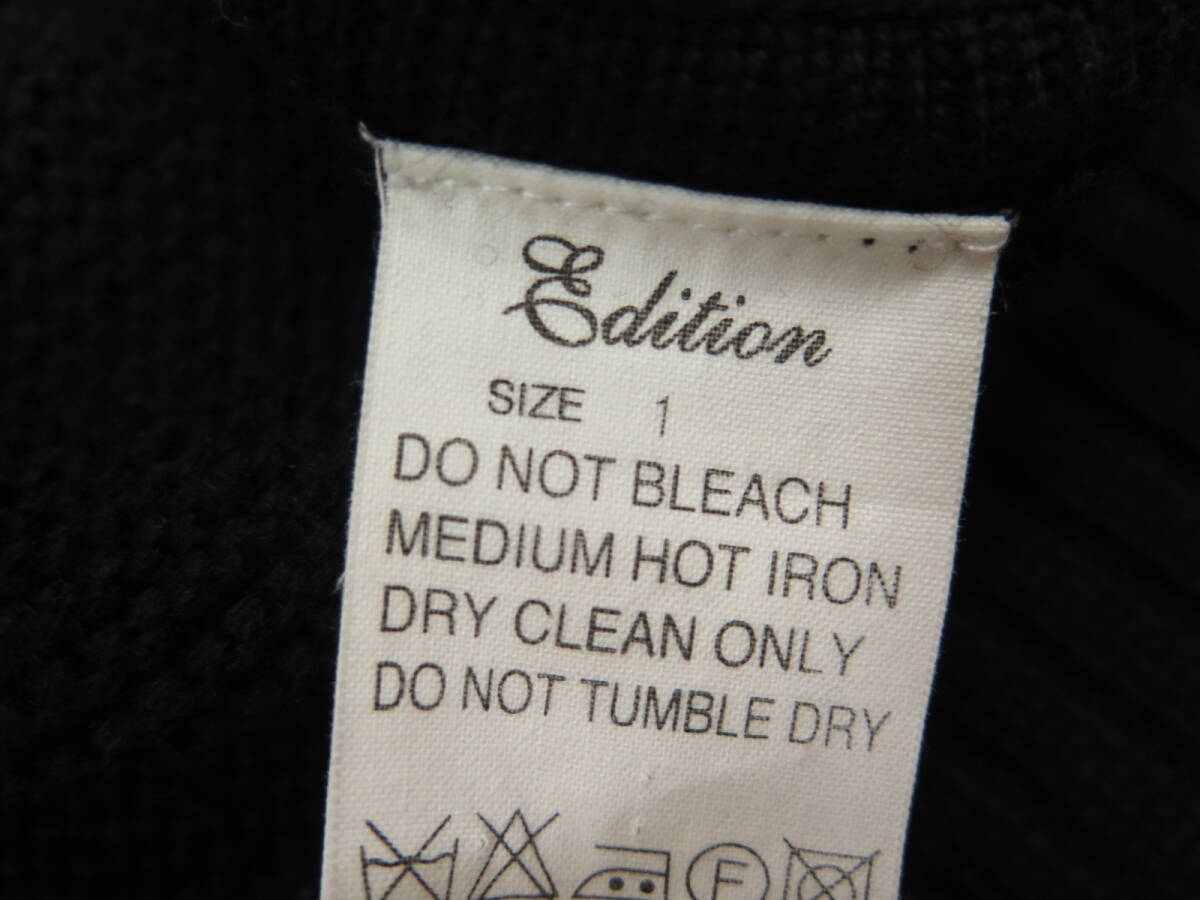 Edition
SIZE 1
DO NOT BLEACH
MEDIUM HOT IRON
DRY CLEAN ONLY
DO NOT TUMBLE DRY
F